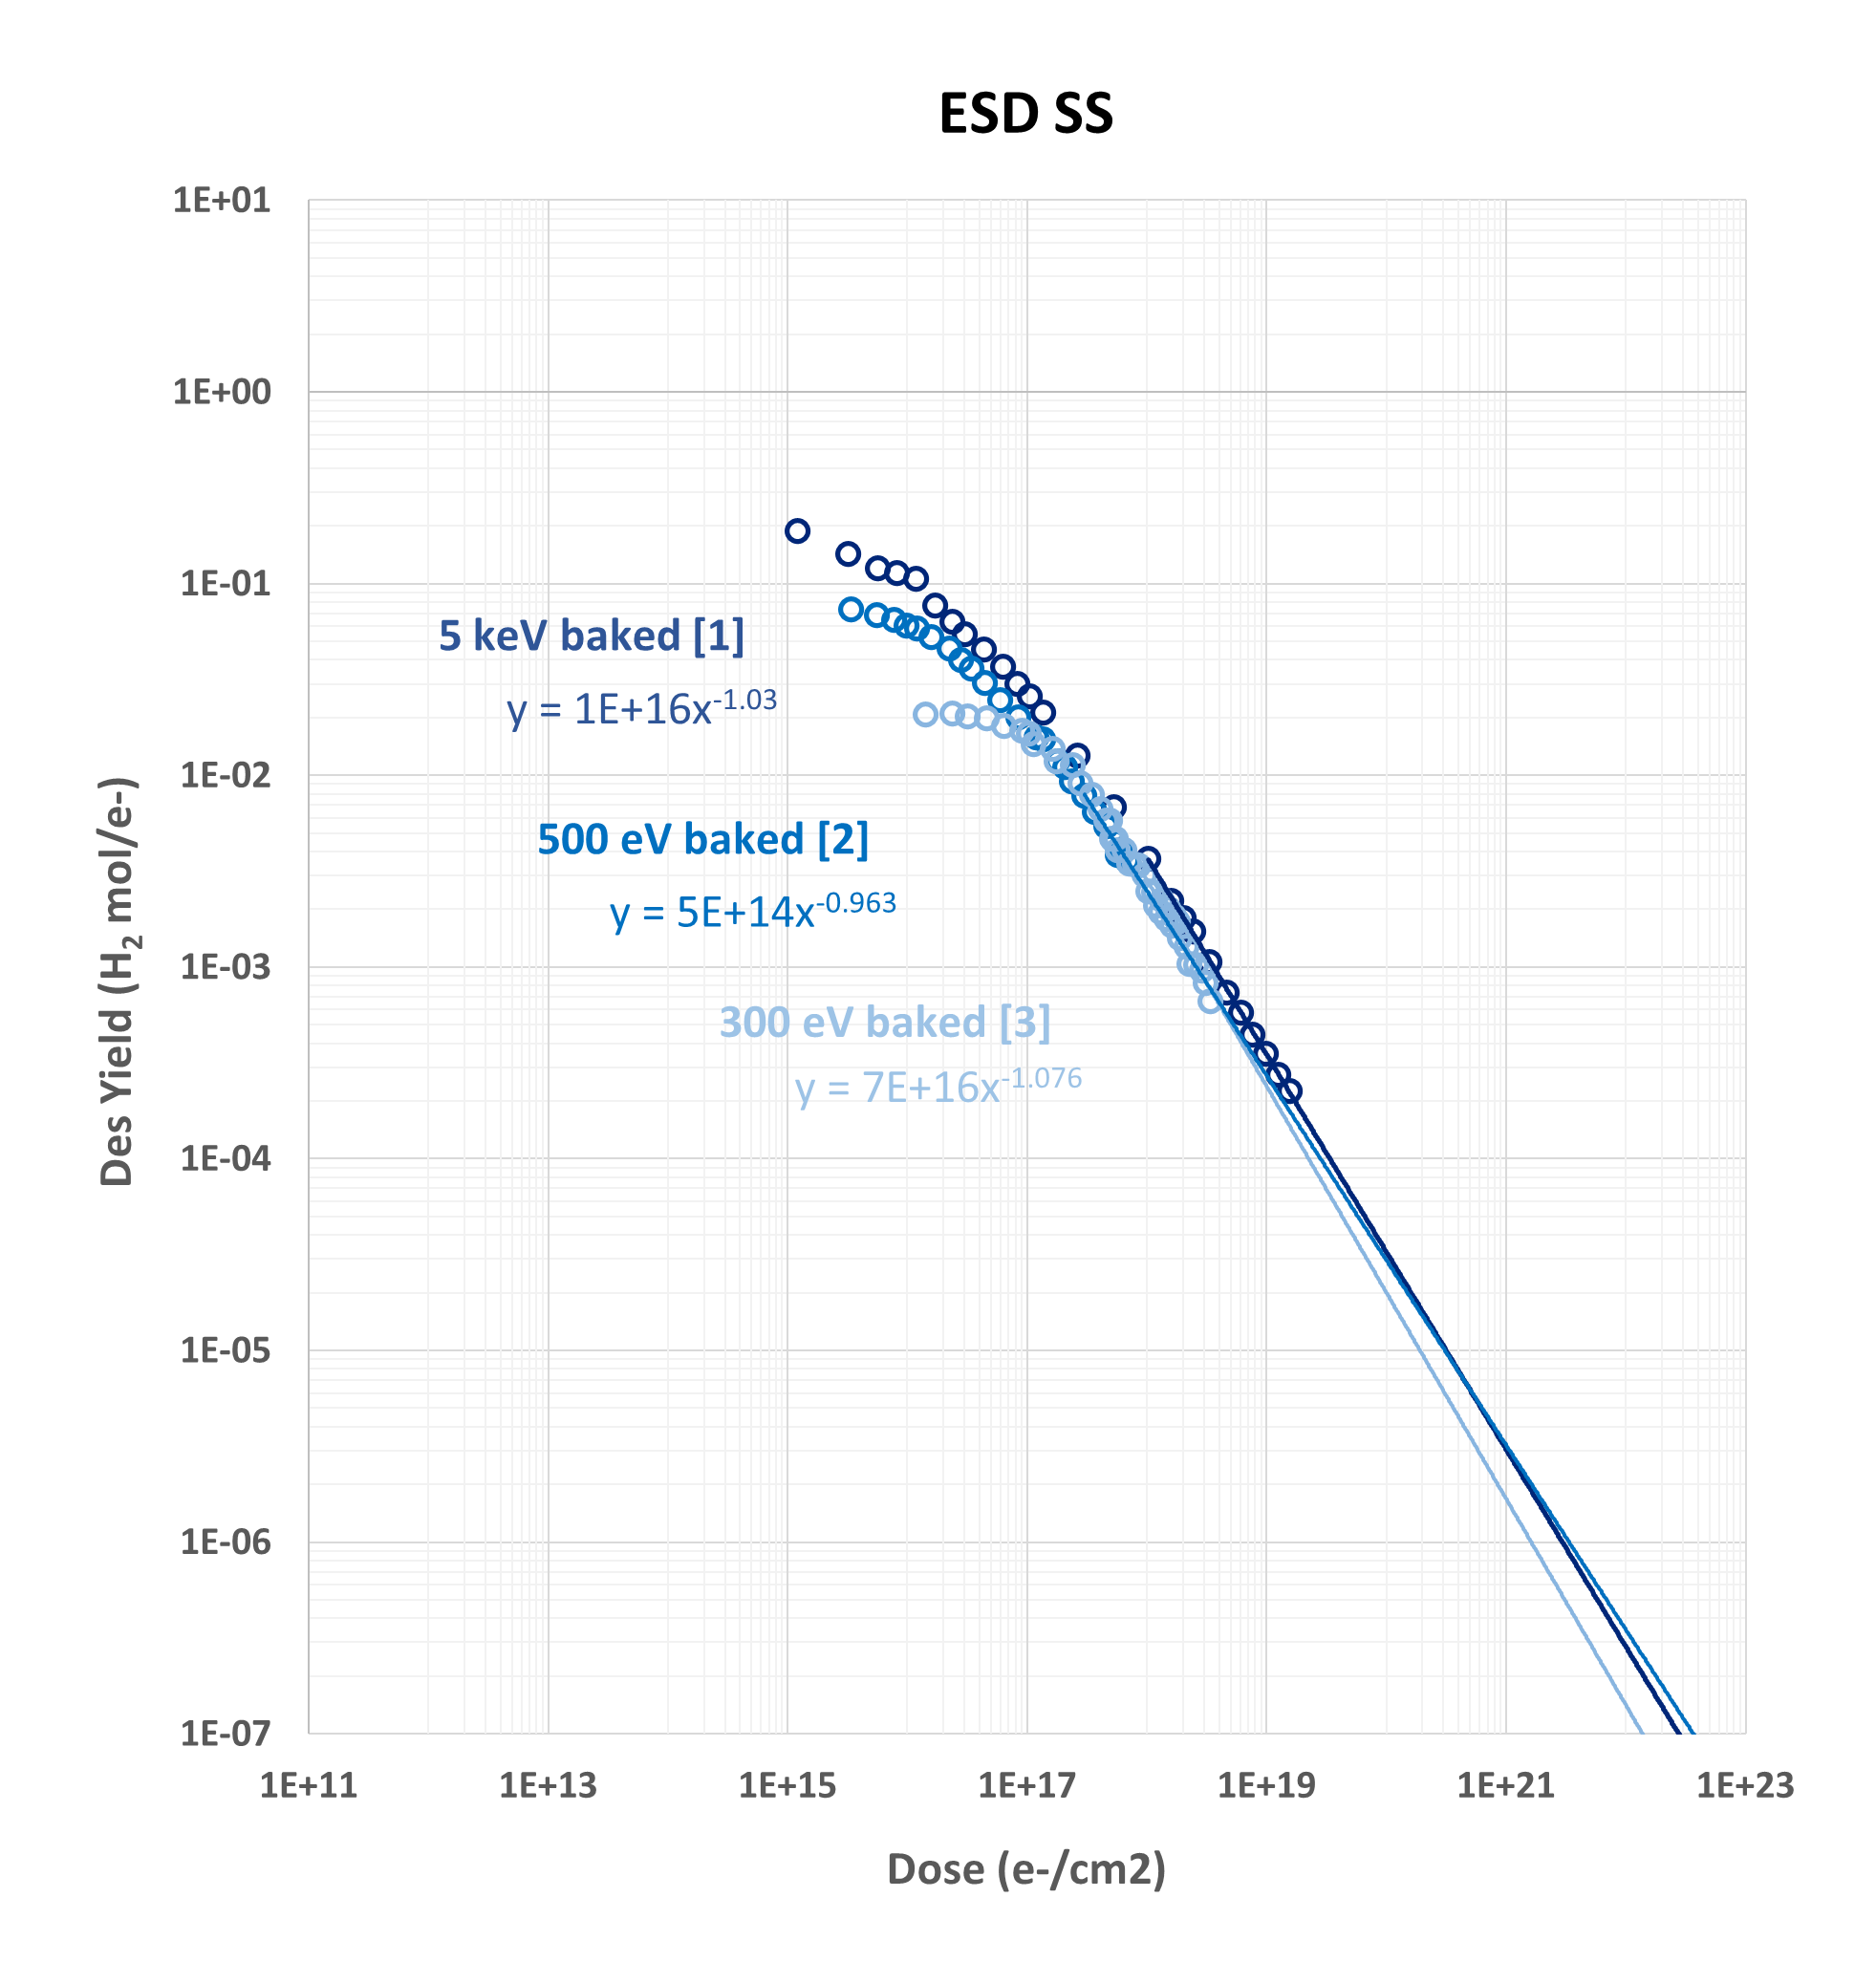 ESD SS
1E+01
1E+00
1E-01
1E-02
1E-03
1E-04
1E-05
1E-06
1E-07
Des Yield (H₂ mol/e-)
5 keV baked [1]
y = 1E+16x⁻¹·⁰³
500 eV baked [2]
y = 5E+14x⁻⁰·⁹⁶³
300 eV baked [3]
y = 7E+16x⁻¹·⁰⁷⁶
1E+11 1E+13 1E+15 1E+17 1E+19 1E+21 1E+23
Dose (e-/cm2)